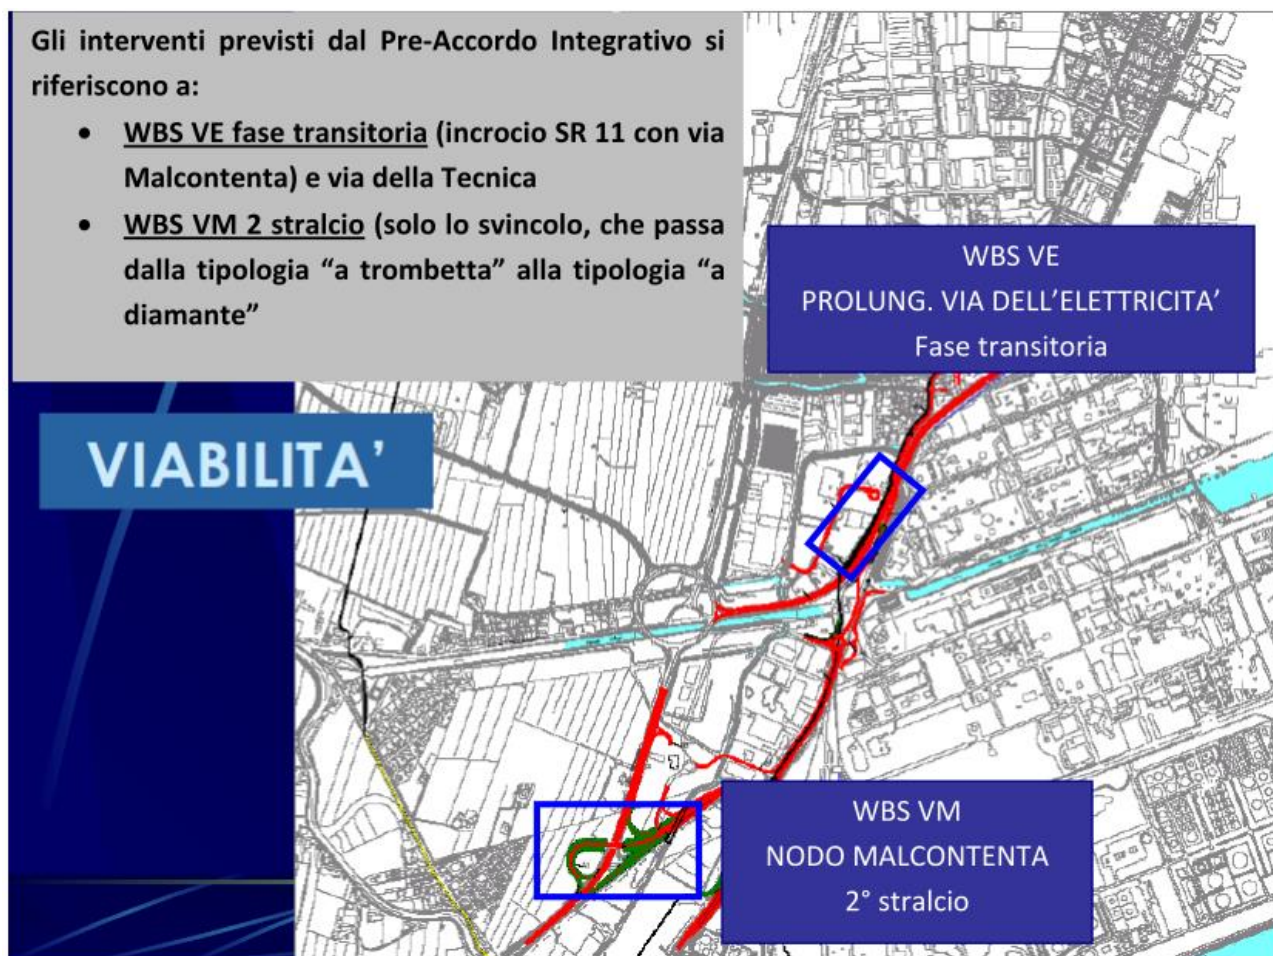 Gli interventi previsti dal Pre-Accordo Integrativo si
riferiscono a:
• WBS VE fase transitoria (incrocio SR 11 con via
Malcontenta) e via della Tecnica
• WBS VM 2 stralcio (solo lo svincolo, che passa
dalla tipologia “a trombetta” alla tipologia “a
diamante”
WBS VE
PROLUNG. VIA DELL’ELETTRICITA’
Fase transitoria
VIABILITA’
WBS VM
NODO MALCONTENTA
2° stralcio